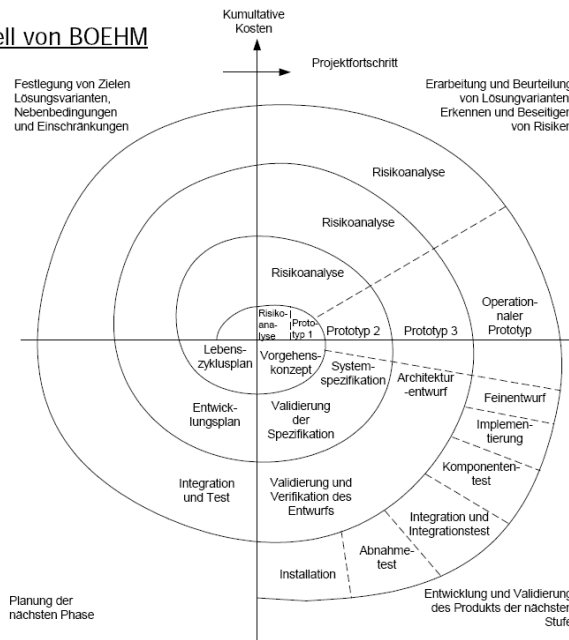 ell von BOEHM
Kumulative
Kosten
Projektfortschritt
Festlegung von Zielen
Lösungsvarianten,
Nebenbedingungen
und Einschränkungen
Erarbeitung und Beurteilung
von Lösungvarianten
Erkennen und Beseitigen
von Risiken
Risikoanalyse
Risikoanalyse
Risikoanalyse
Risiko-
ana-
lyse
Proto-
typ 1
Prototyp 2
Prototyp 3
Operation-
naler
Prototyp
Lebens-
zyklusplan
Vorgehens-
konzept
System-
spezifikation
Architektur
-entwurf
Feinentwurf
Entwick-
lungsplan
Validierung
der
Spezifikation
Implemen-
tierung
Komponenten-
test
Integration
und Test
Validierung und
Verifikation des
Entwurfs
Integration und
Integrationstest
Abnahme-
test
Installation
Planung der
nächsten Phase
Entwicklung und Validierung
des Produkts der nächsten
Stufe